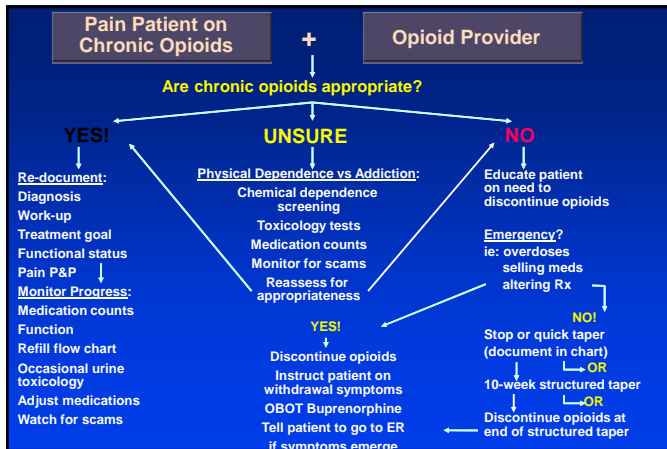 Pain Patient on
Chronic Opioids
+
Opioid Provider
Are chronic opioids appropriate?
YES!
Re-document:
Diagnosis
Work-up
Treatment goal
Functional status
Pain P&P
Monitor Progress:
Medication counts
Function
Refill flow chart
Occasional urine
toxicology
Adjust medications
Watch for scams
UNSURE
Physical Dependence vs Addiction:
Chemical dependence
screening
Toxicology tests
Medication counts
Monitor for scams
Reassess for
appropriateness
NO
Educate patient
on need to
discontinue opioids
Emergency?
ie: overdoses
selling meds
altering Rx
YES!
Discontinue opioids
Instruct patient on
withdrawal symptoms
OBOT Buprenorphine
Tell patient to go to ER
if symptoms emerge
NO!
Stop or quick taper
(document in chart)
OR
10-week structured taper
OR
Discontinue opioids at
end of structured taper